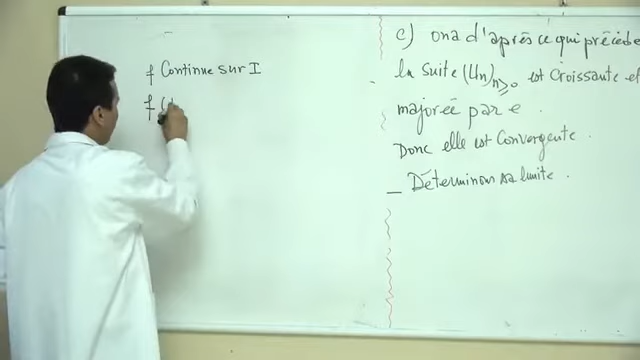 f Continue sur I
f (
c) on a d'après ce qui précède
la suite (Un)n≥0 est Croissante et
majorée par e .
Donc elle est Convergente .
_ Déterminons sa limite .